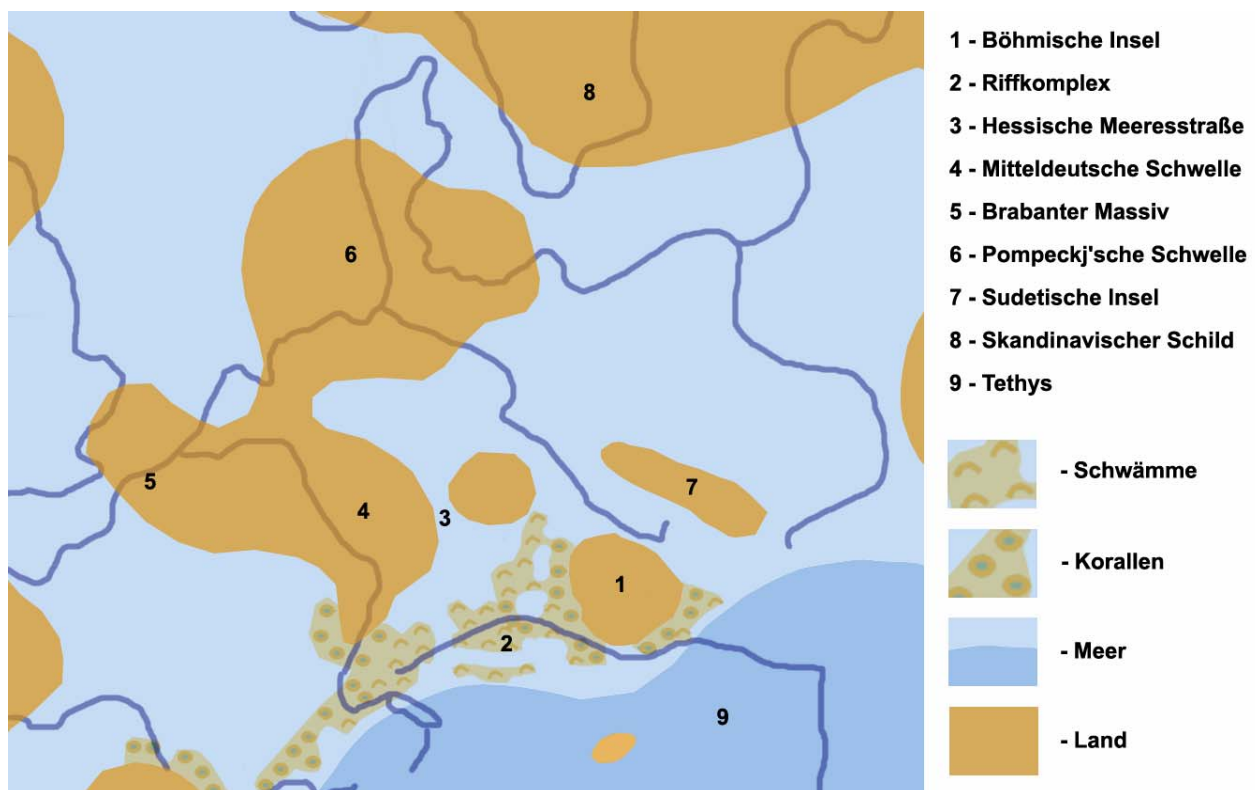 1 - Böhmische Insel
2 - Riffkomplex
3 - Hessische Meeresstraße
4 - Mitteldeutsche Schwelle
5 - Brabanter Massiv
6 - Pompeckj'sche Schwelle
7 - Sudetische Insel
8 - Skandinavischer Schild
9 - Tethys
- Schwämme
- Korallen
- Meer
- Land
8
6
5
4
3
7
1
2
9